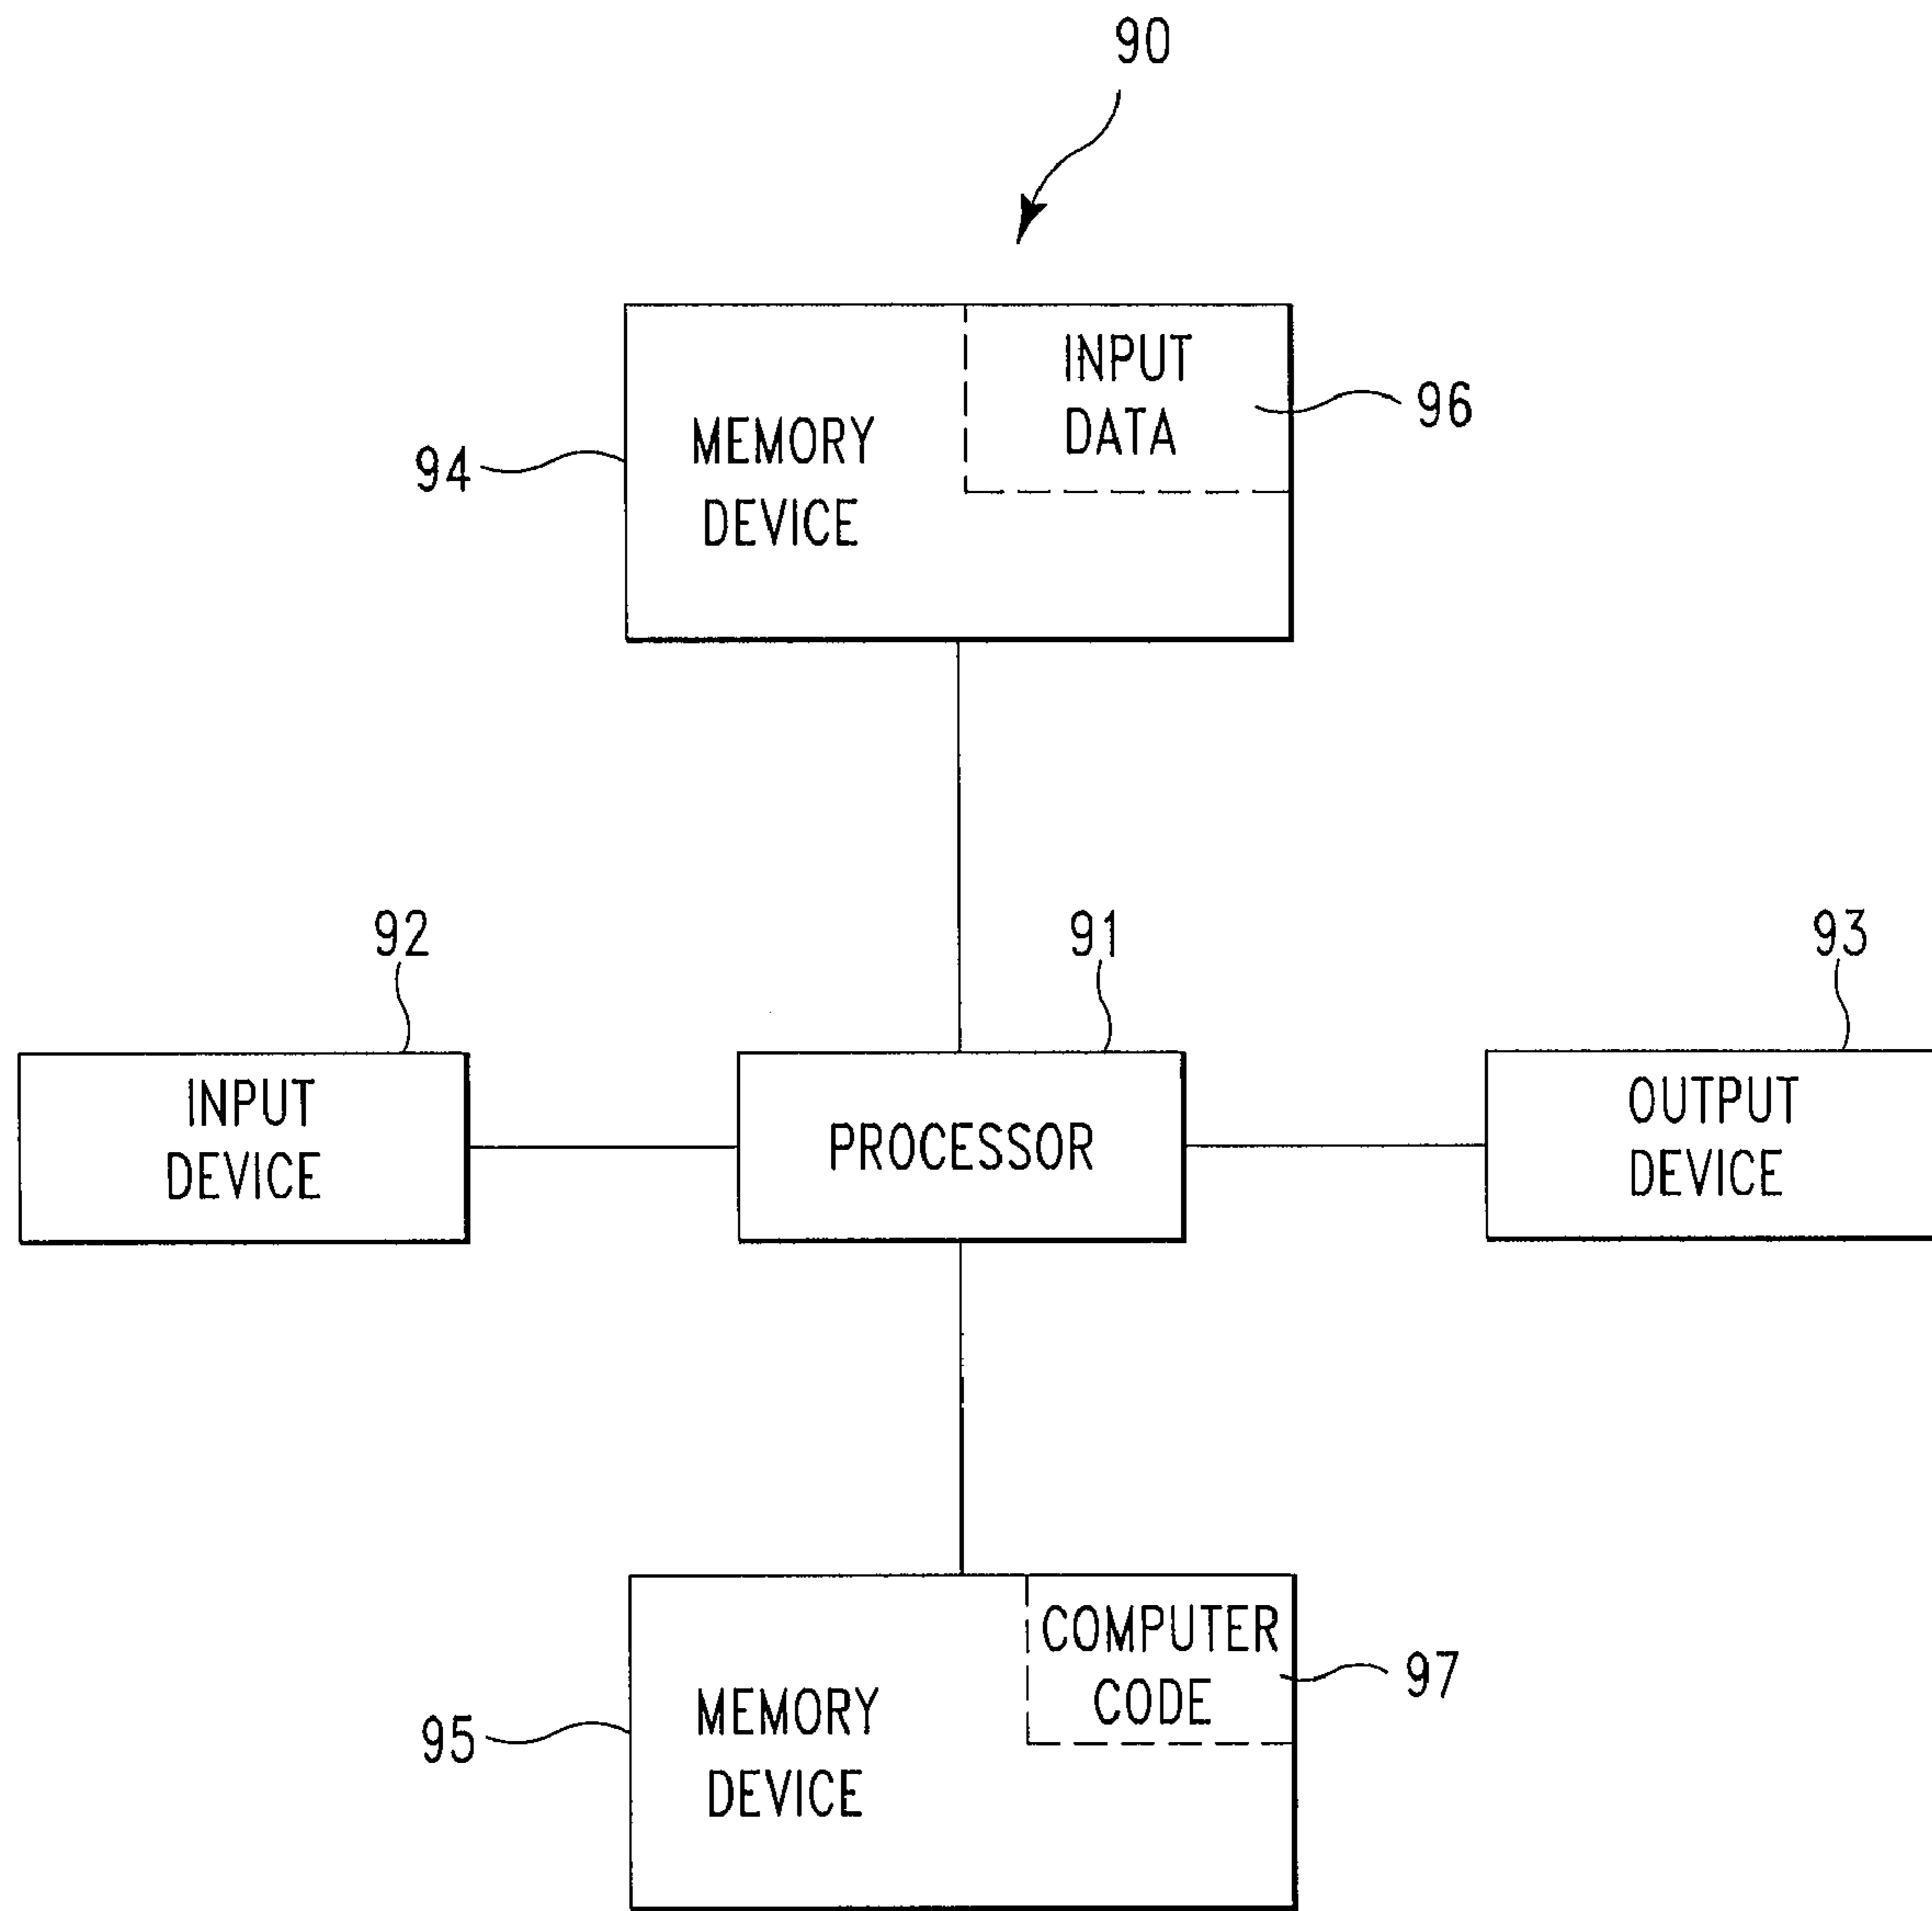 90
INPUT
DATA
96
94
MEMORY
DEVICE
92
91
93
INPUT
DEVICE
PROCESSOR
OUTPUT
DEVICE
COMPUTER
CODE
97
95
MEMORY
DEVICE